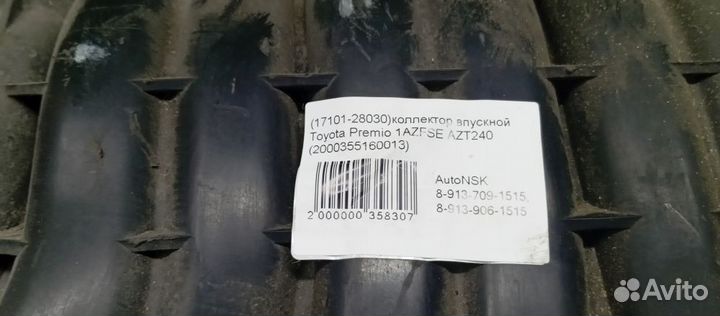 (17101-28030)коллектор впускной
Toyota Premio 1AZFSE AZT240
(2000355160013)
AutoNSK
8-913-709-1515,
8-913-906-1515
2 000000 358307
Avito